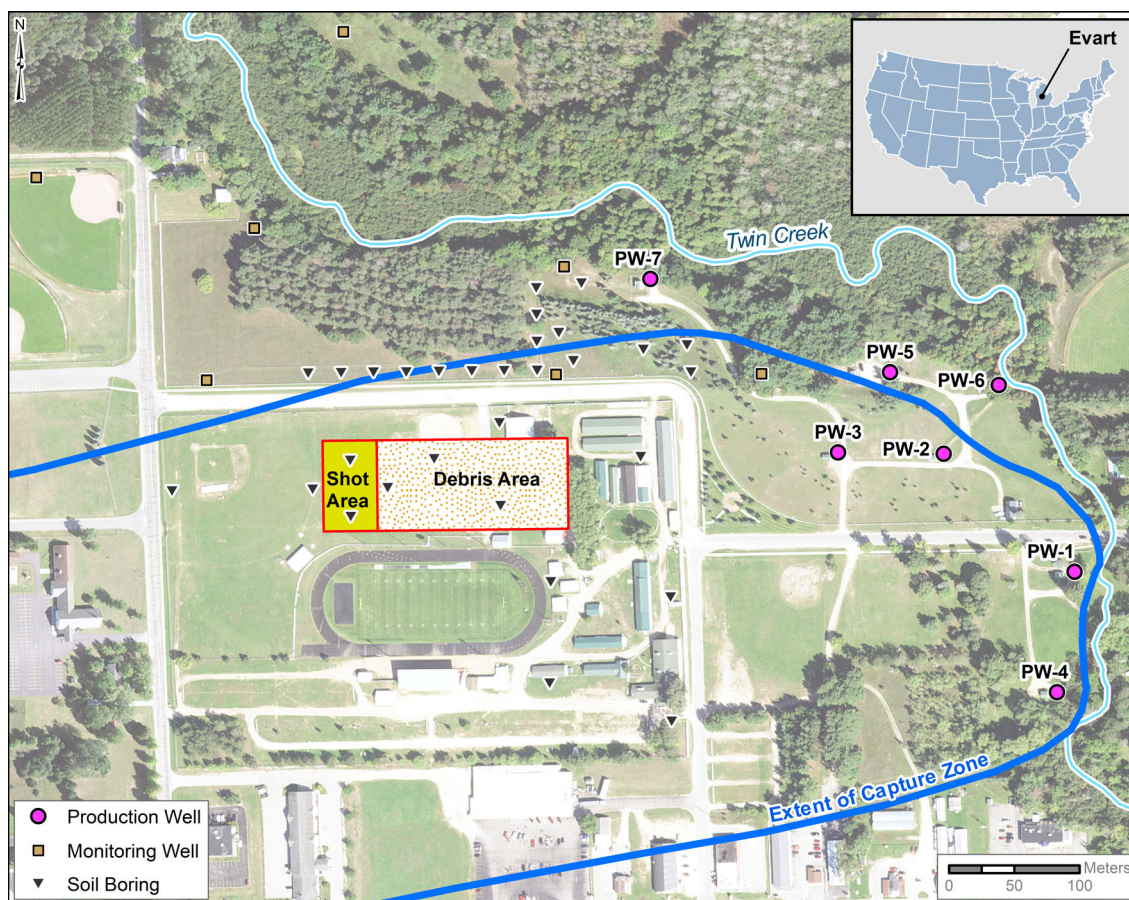 N
Evart
Twin Creek
PW-7
PW-5
PW-6
PW-3
PW-2
Shot
Area
Debris Area
PW-1
PW-4
Extent of Capture Zone
Production Well
Monitoring Well
Soil Boring
Meters
0 50 100